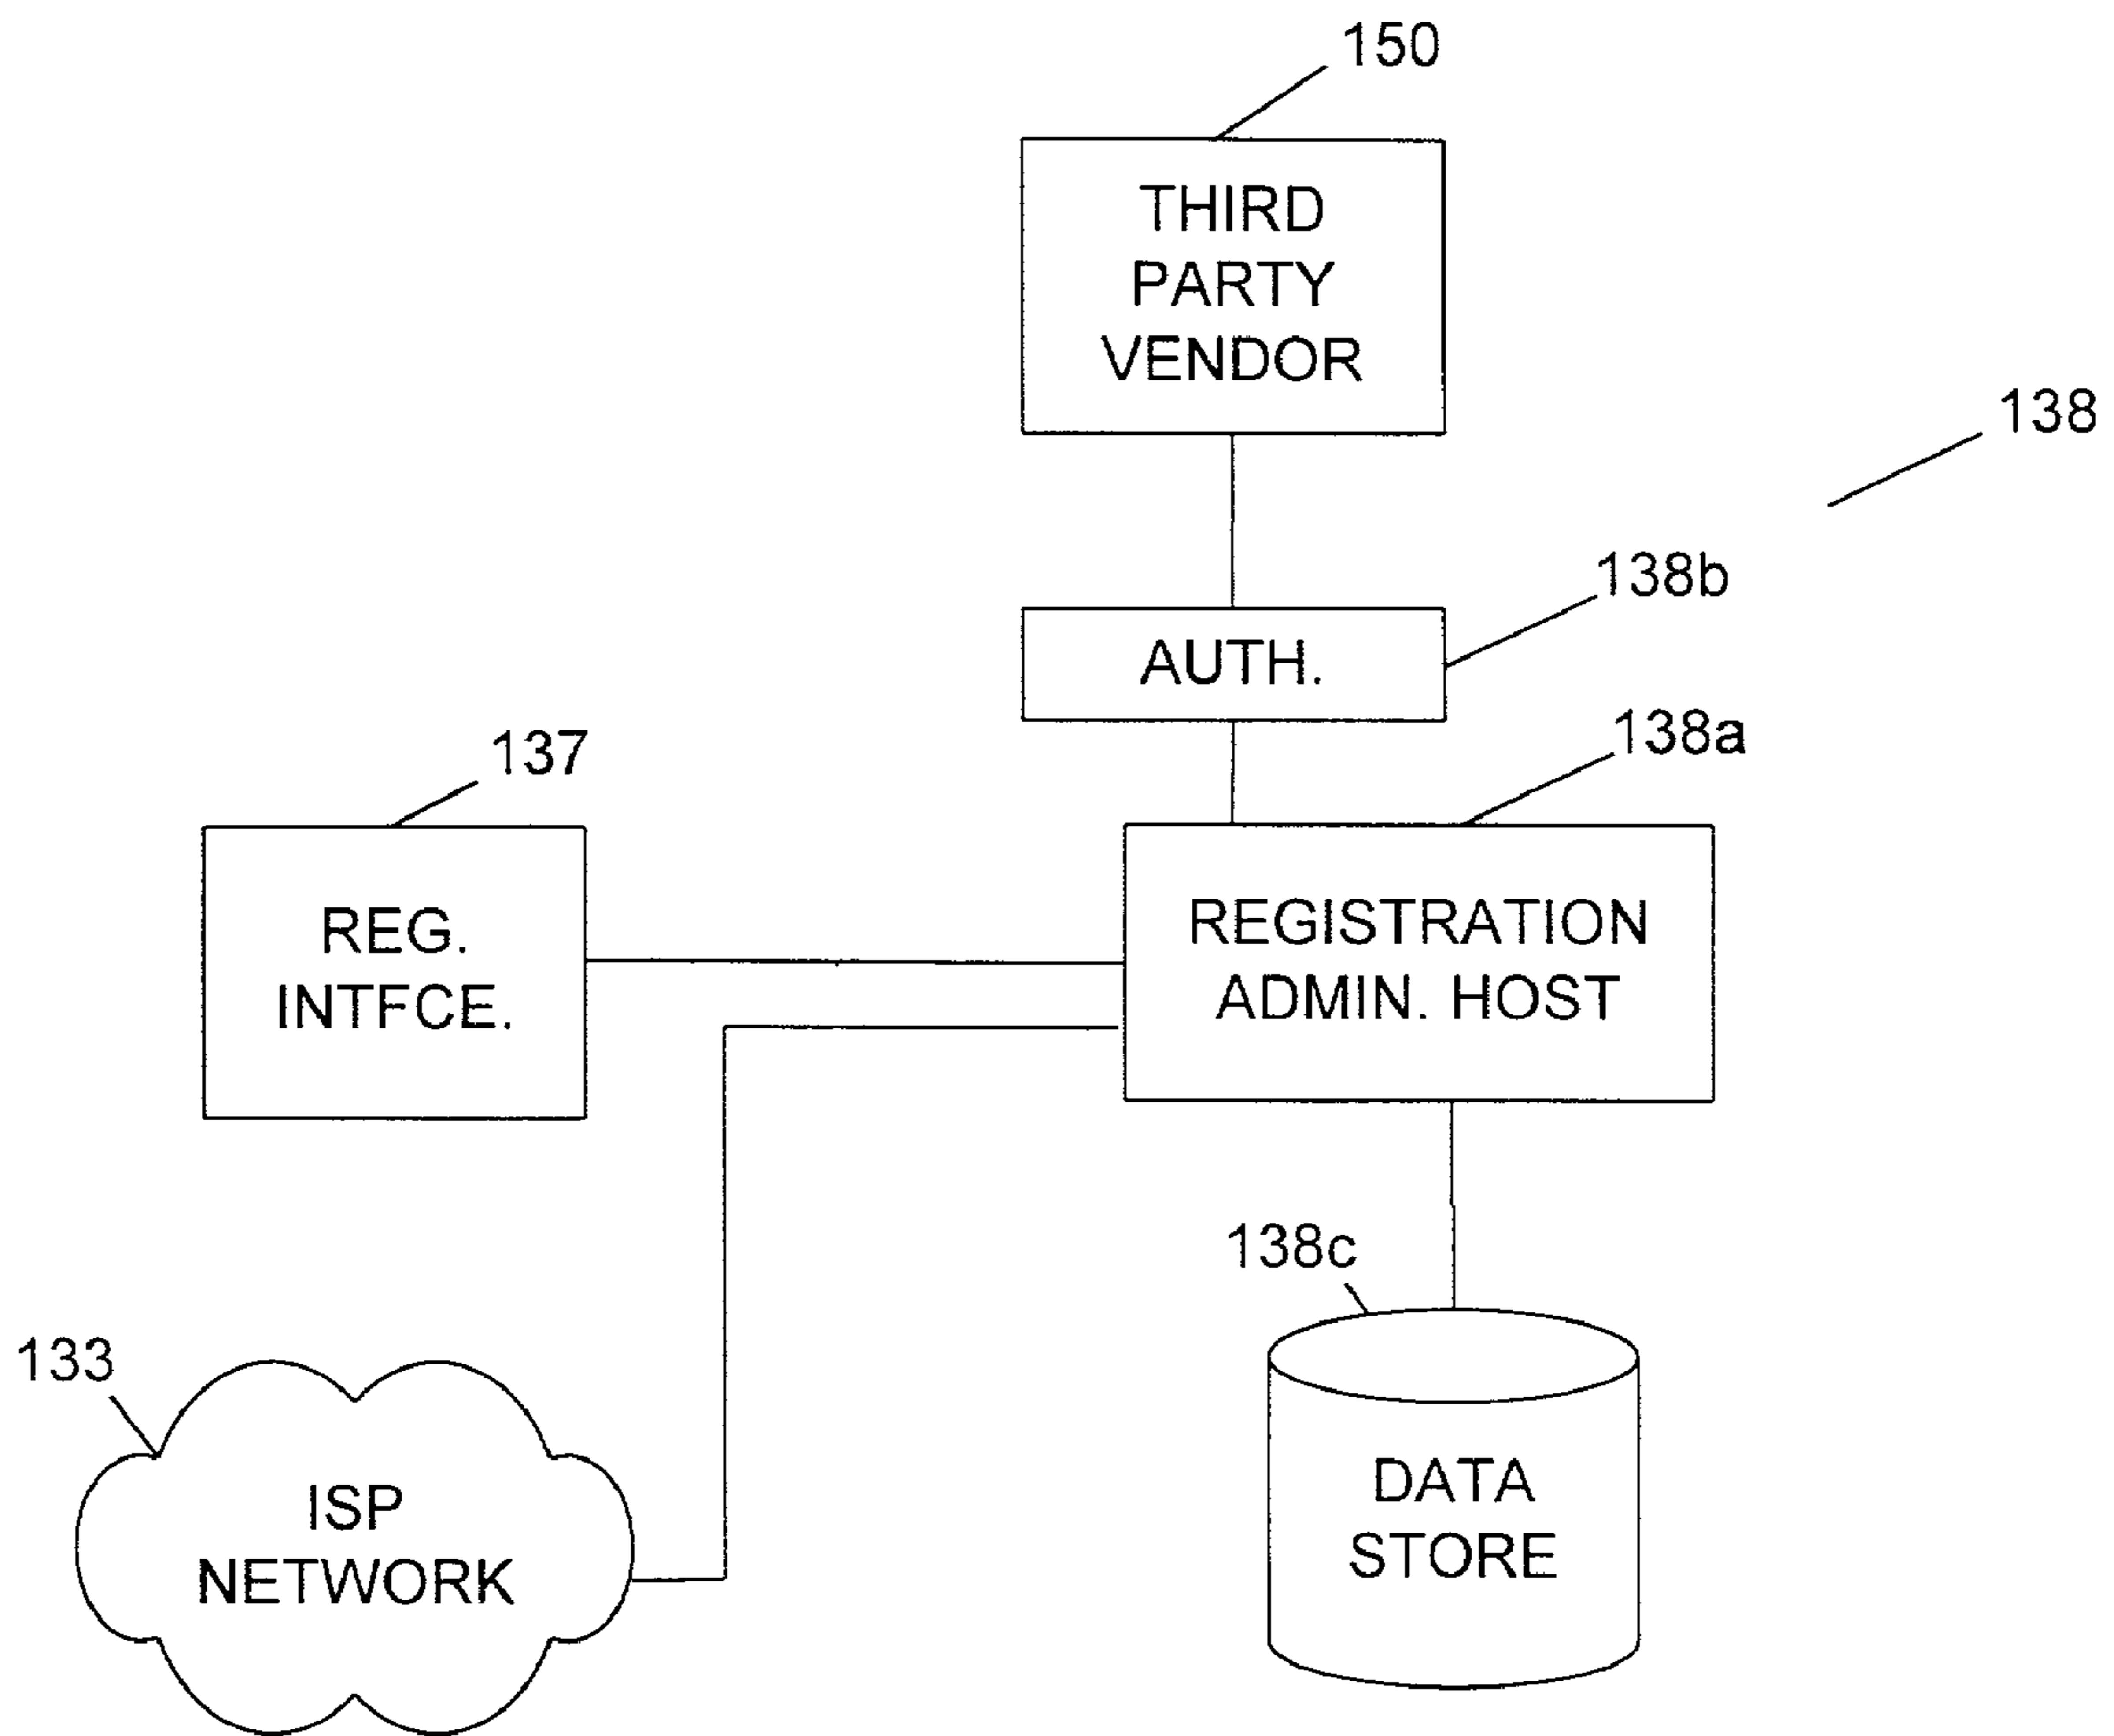 150
THIRD
PARTY
VENDOR
138
138b
AUTH.
138a
137
REG.
INTFCE.
REGISTRATION
ADMIN. HOST
138c
133
ISP
NETWORK
DATA
STORE